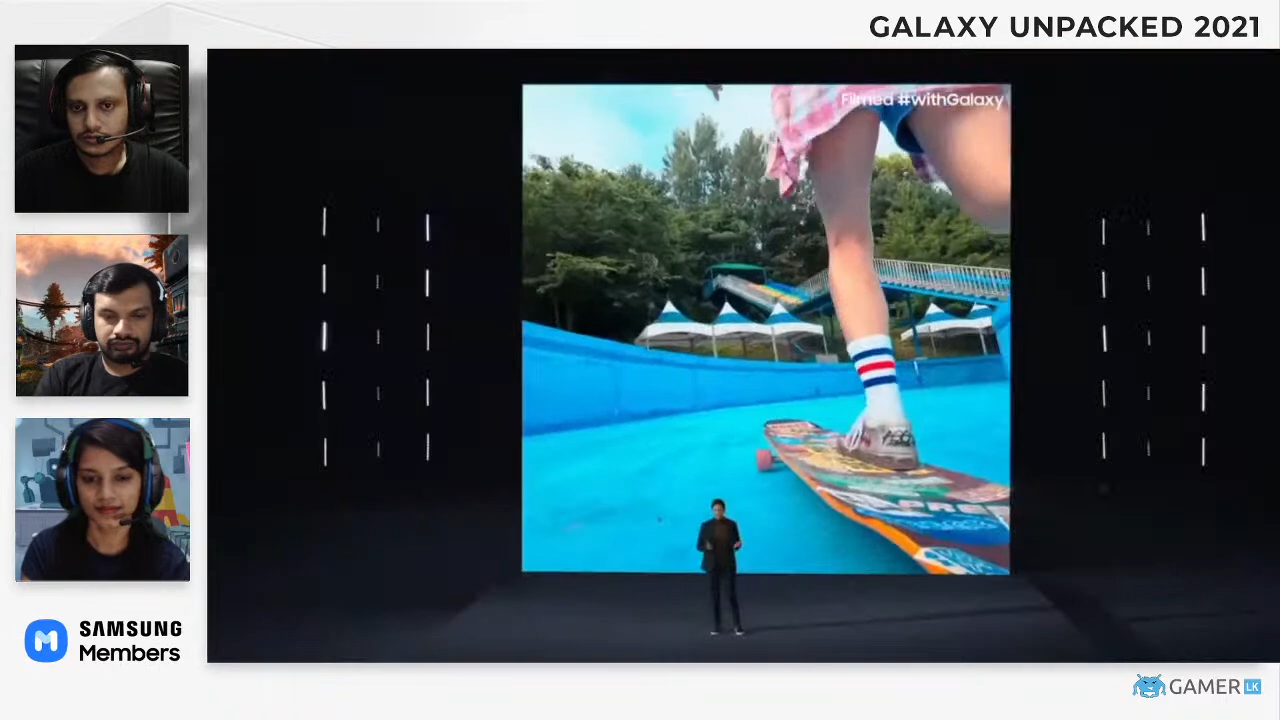 GALAXY UNPACKED 2021
Filmed #withGalaxy
SAMSUNG
Members
GAMER LK